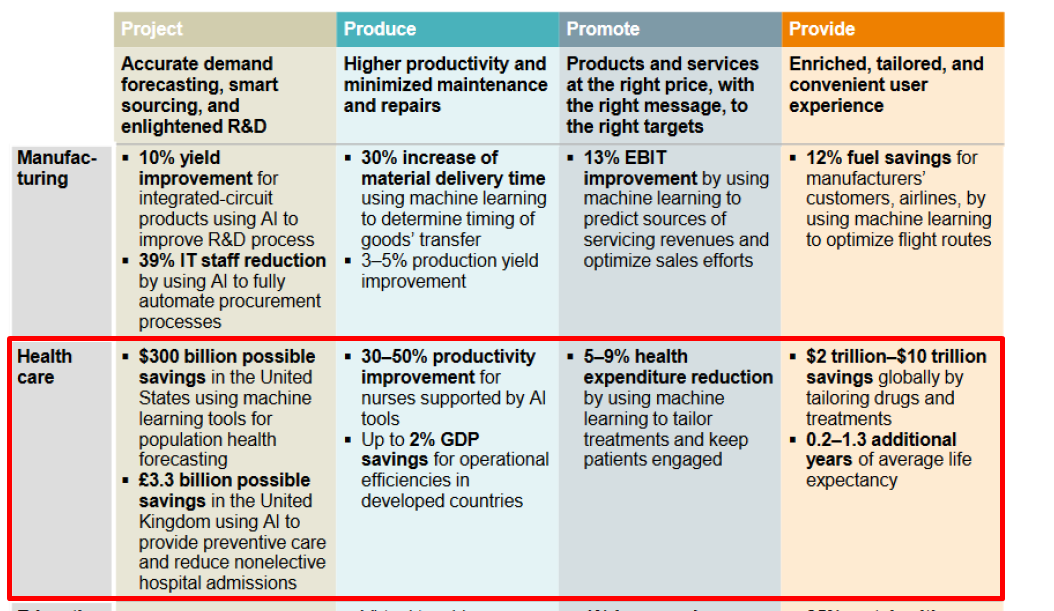 Project
Produce
Promote
Provide
Accurate demand
forecasting, smart
sourcing, and
enlightened R&D
Higher productivity and
minimized maintenance
and repairs
Products and services
at the right price, with
the right message, to
the right targets
Enriched, tailored, and
convenient user
experience
Manufac-
turing
▪ 10% yield
improvement for
integrated-circuit
products using AI to
improve R&D process
▪ 39% IT staff reduction
by using AI to fully
automate procurement
processes
▪ 30% increase of
material delivery time
using machine learning
to determine timing of
goods’ transfer
▪ 3–5% production yield
improvement
▪ 13% EBIT
improvement by using
machine learning to
predict sources of
servicing revenues and
optimize sales efforts
▪ 12% fuel savings for
manufacturers’
customers, airlines, by
using machine learning
to optimize flight routes
Health
care
▪ $300 billion possible
savings in the United
States using machine
learning tools for
population health
forecasting
▪ £3.3 billion possible
savings in the United
Kingdom using AI to
provide preventive care
and reduce nonelective
hospital admissions
▪ 30–50% productivity
improvement for
nurses supported by AI
tools
▪ Up to 2% GDP
savings for operational
efficiencies in
developed countries
▪ 5–9% health
expenditure reduction
by using machine
learning to tailor
treatments and keep
patients engaged
▪ $2 trillion–$10 trillion
savings globally by
tailoring drugs and
treatments
▪ 0.2–1.3 additional
years of average life
expectancy